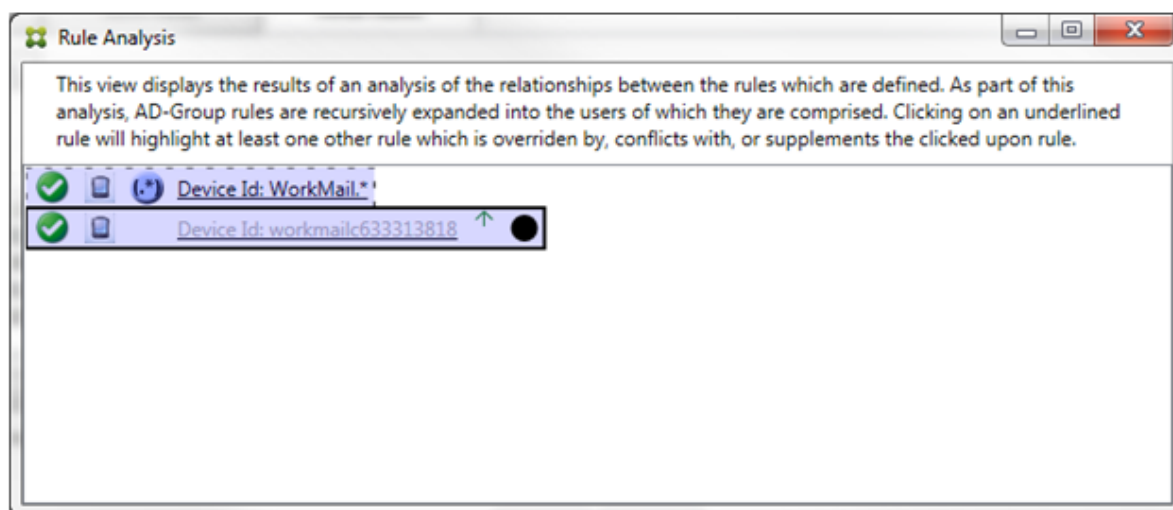 Rule Analysis
This view displays the results of an analysis of the relationships between the rules which are defined. As part of this
analysis, AD-Group rules are recursively expanded into the users of which they are comprised. Clicking on an underlined
rule will highlight at least one other rule which is overriden by, conflicts with, or supplements the clicked upon rule.
(.*) Device Id: WorkMail.*
Device Id: workmailc633313818